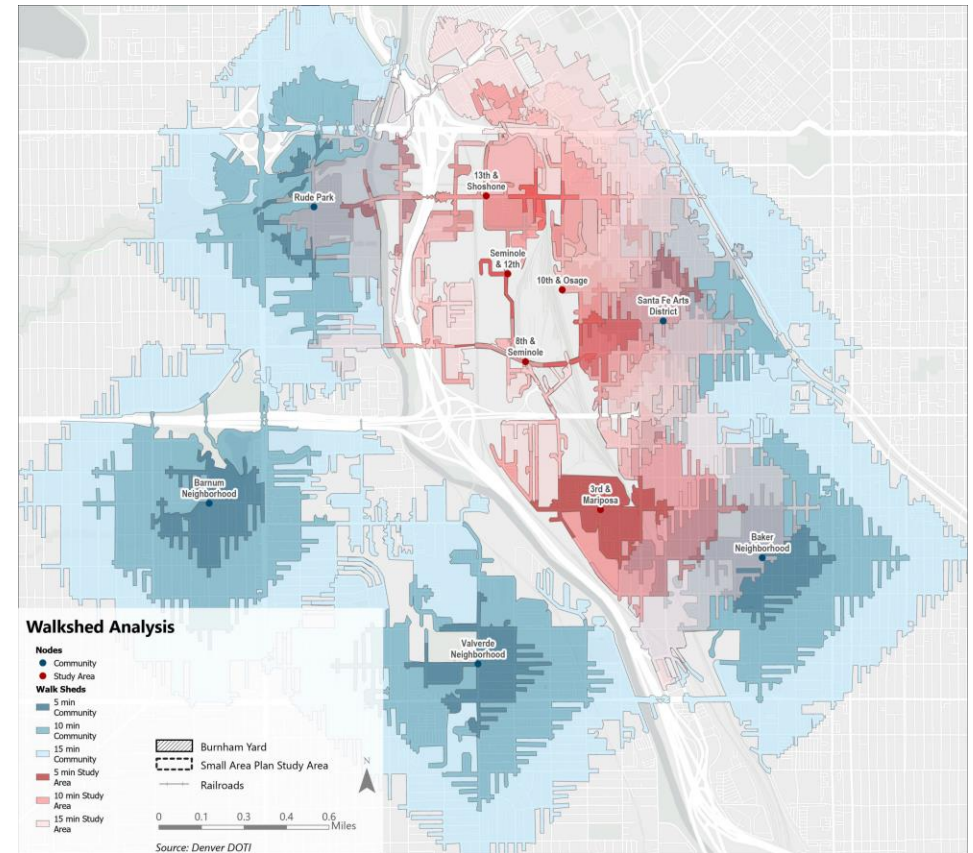 13th &
Shoshone
Rude Park
Seminole
& 12th
10th & Osage
Santa Fe Arts
District
8th &
Seminole
Barnum
Neighborhood
3rd &
Mariposa
Baker
Neighborhood
Valverde
Neighborhood
Walkshed Analysis
Nodes
Community
Study Area
Walk Sheds
5 min
Community
10 min
Community
15 min
Community
5 min Study
Area
10 min Study
Area
15 min Study
Area
Burnham Yard
Small Area Plan Study Area
Railroads
N
0 0.1 0.3 0.4 0.6
Miles
Source: Denver DOTI